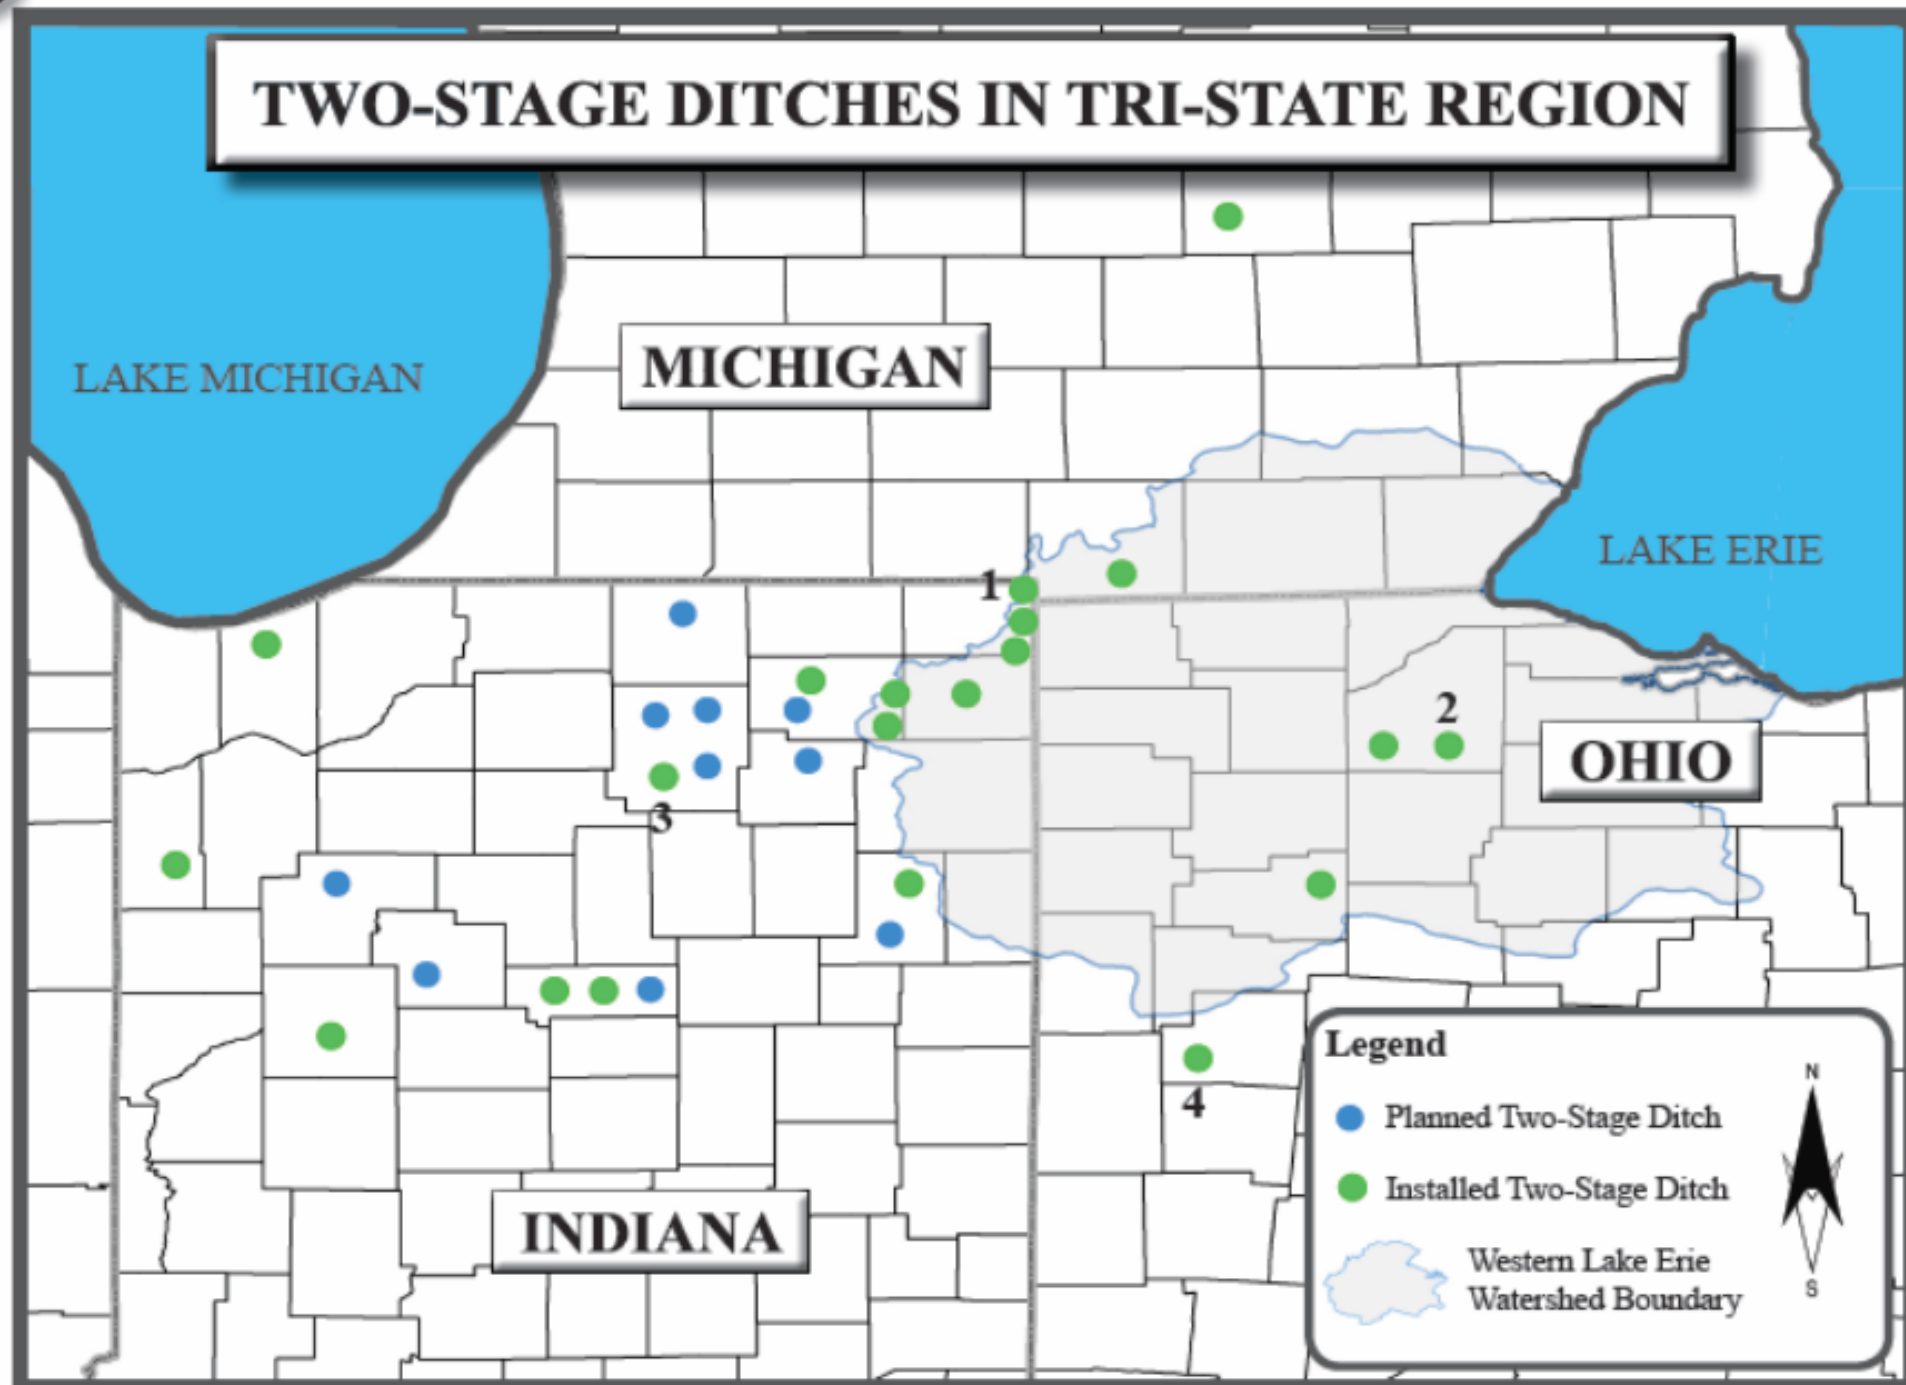 TWO-STAGE DITCHES IN TRI-STATE REGION
MICHIGAN
LAKE MICHIGAN
LAKE ERIE
1
2
OHIO
3
4
INDIANA
Legend
Planned Two-Stage Ditch
Installed Two-Stage Ditch
Western Lake Erie
Watershed Boundary
N
S